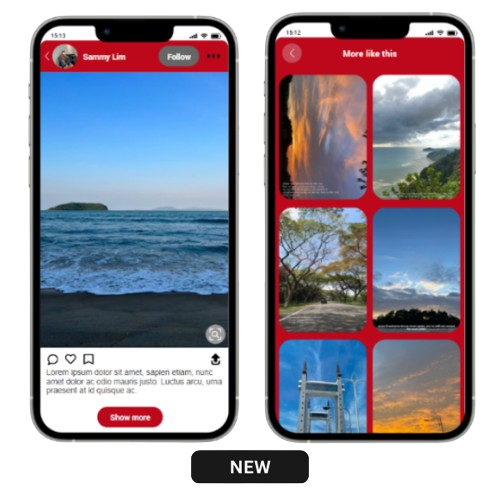 15:13
Sammy Lim
Follow
Lorem ipsum dolor sit amet, sapien etiam, nunc
amet dolor ac odio mauris justo. Luctus arcu, urna
praesent at id quisque ac.
Show more
15:12
More like this
NEW